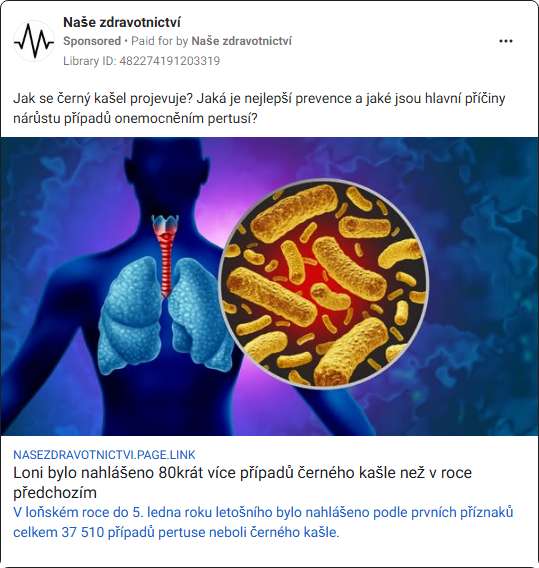 Naše zdravotnictví
Sponsored • Paid for by Naše zdravotnictví
Library ID: 482274191203319
Jak se černý kašel projevuje? Jaká je nejlepší prevence a jaké jsou hlavní příčiny
nárůstu případů onemocněním pertusí?
NASEZDRAVOTNICTVI.PAGE.LINK
Loni bylo nahlášeno 80krát více případů černého kašle než v roce
předchozím
V loňském roce do 5. ledna roku letošního bylo nahlášeno podle prvních příznaků
celkem 37 510 případů pertuse neboli černého kašle.